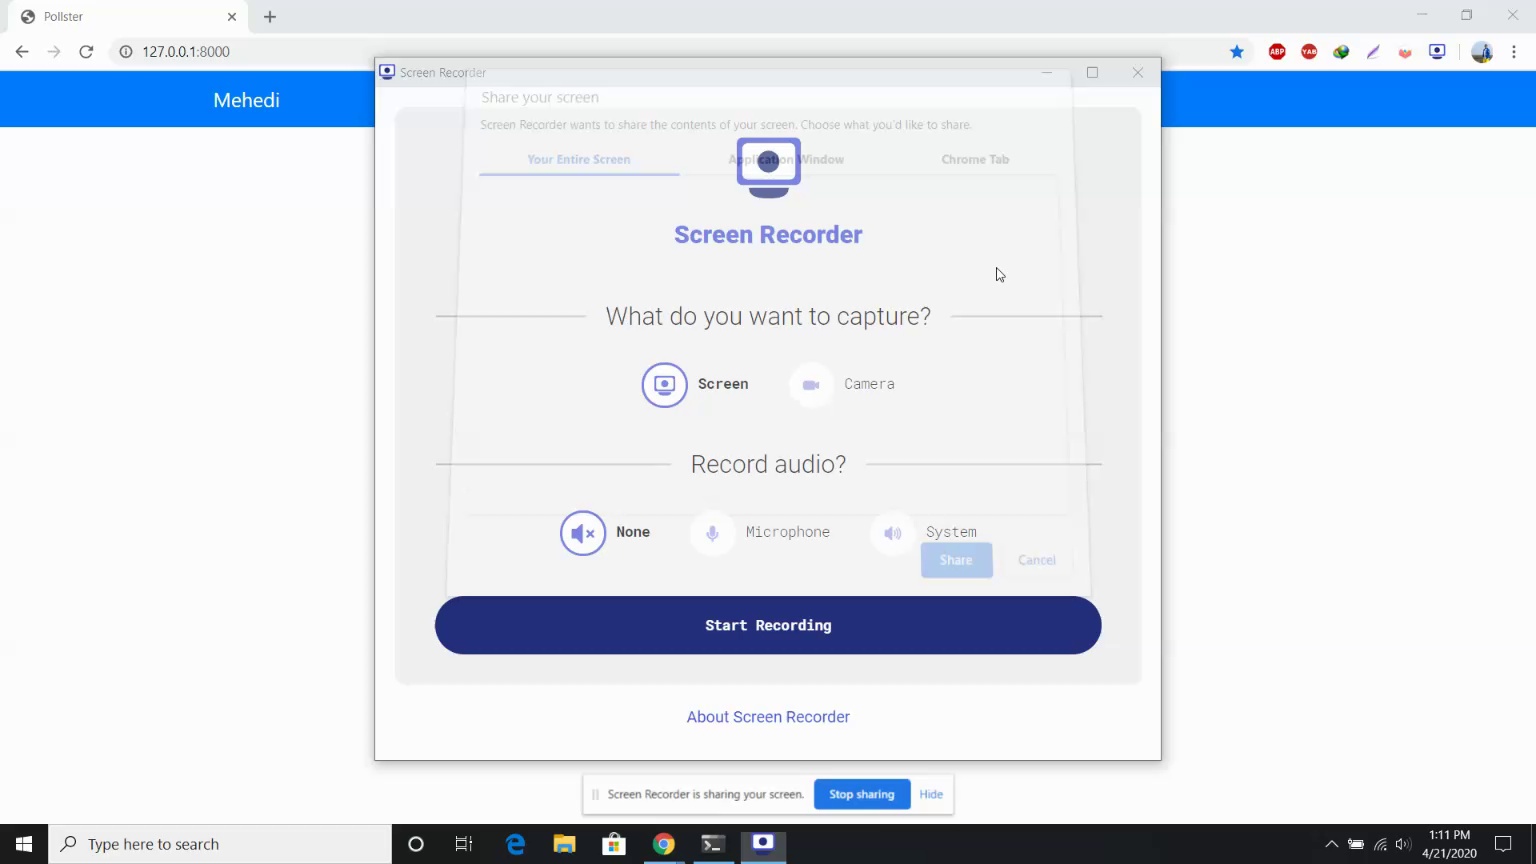 Pollster
127.0.0.1:8000
ABP
YAB
Mehedi
Screen Recorder
Share your screen
Screen Recorder wants to share the contents of your screen. Choose what you'd like to share.
Your Entire Screen
Application Window
Chrome Tab
Screen Recorder
What do you want to capture?
Screen
Camera
Record audio?
None
Microphone
System
Share
Cancel
Start Recording
About Screen Recorder
Screen Recorder is sharing your screen.
Stop sharing
Hide
Type here to search
1:11 PM
4/21/2020